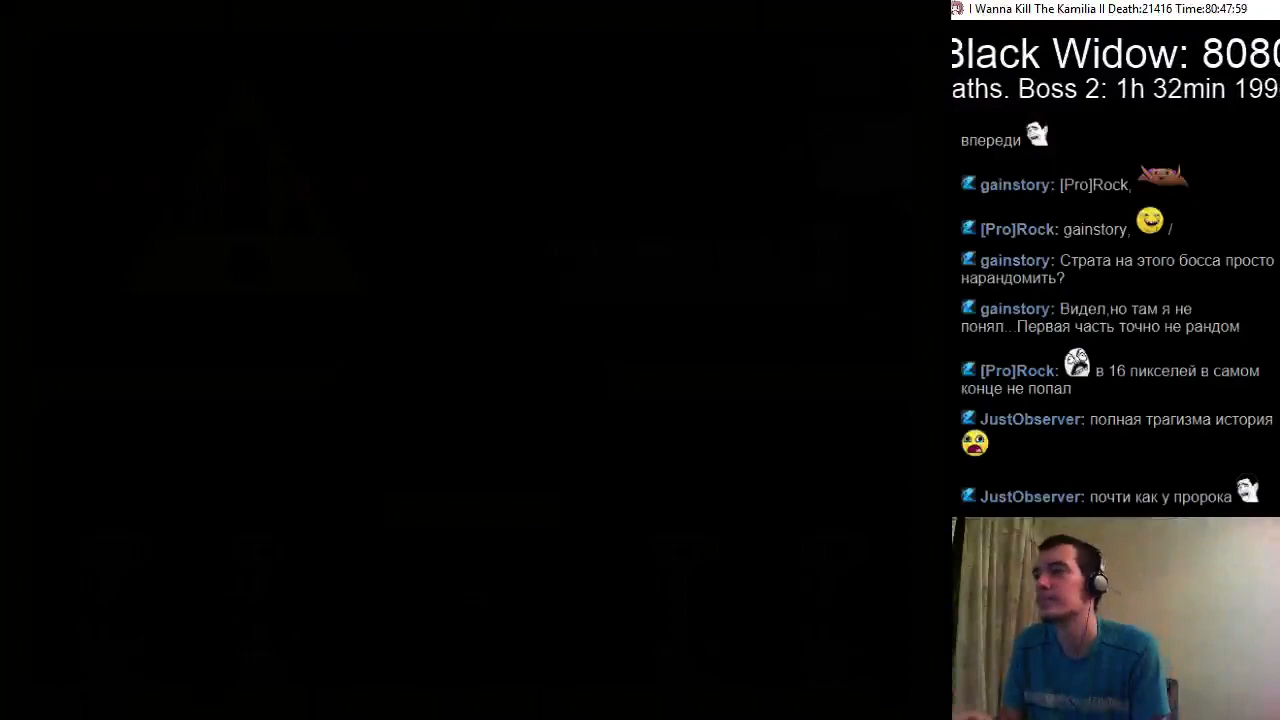 I Wanna Kill The Kamilia II Death:21416 Time:80:47:59
Black Widow: 8080
aths. Boss 2: 1h 32min 199
впереди
gainstory: [Pro]Rock,
[Pro]Rock: gainstory, /
gainstory: Страта на этого босса просто
нарандомить?
gainstory: Видел,но там я не
понял...Первая часть точно не рандом
[Pro]Rock: в 16 пикселей в самом
конце не попал
JustObserver: полная трагизма история
JustObserver: почти как у пророка